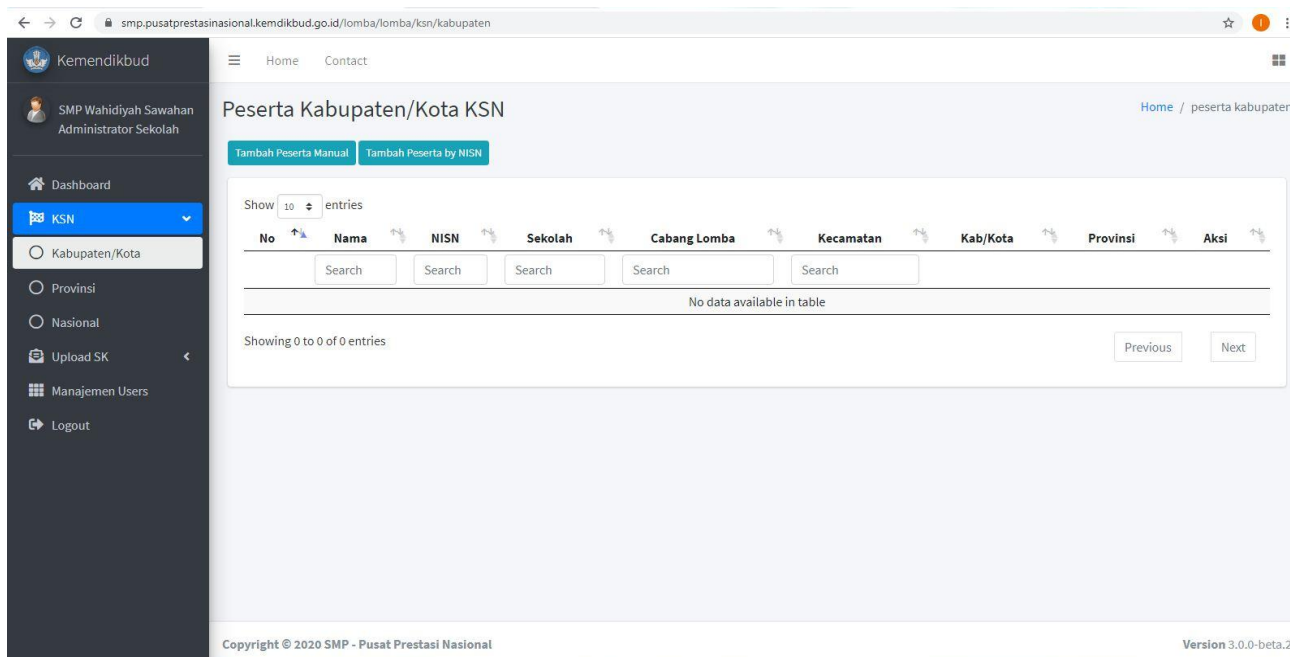 smp.pusatprestasinasional.kemdikbud.go.id/lomba/lomba/ksn/kabupaten
I
Kemendikbud
Home Contact
SMP Wahidiyah Sawahan
Administrator Sekolah
Peserta Kabupaten/Kota KSN
Home / peserta kabupaten
Tambah Peserta Manual Tambah Peserta by NISN
Dashboard
KSN
Kabupaten/Kota
Provinsi
Nasional
Upload SK
Manajemen Users
Logout
Show 10 entries
No Nama NISN Sekolah Cabang Lomba Kecamatan Kab/Kota Provinsi Aksi
Search Search Search Search Search
No data available in table
Showing 0 to 0 of 0 entries
Previous Next
Copyright © 2020 SMP - Pusat Prestasi Nasional
Version 3.0.0-beta.2